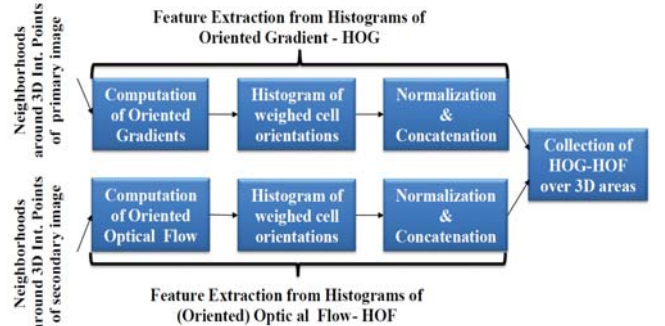 Feature Extraction from Histograms of
Oriented Gradient - HOG
Neighborhoods
around 3D Int. Points
of primary image
Computation
of Oriented
Gradients
Histogram of
weighed cell
orientations
Normalization
&
Concatenation
Collection of
HOG-HOF
over 3D areas
Neighborhoods
around 3D Int. Points
of secondary image
Computation
of Oriented
Optical Flow
Histogram of
weighed cell
orientations
Normalization
&
Concatenation
Feature Extraction from Histograms of
(Oriented) Optic al Flow- HOF